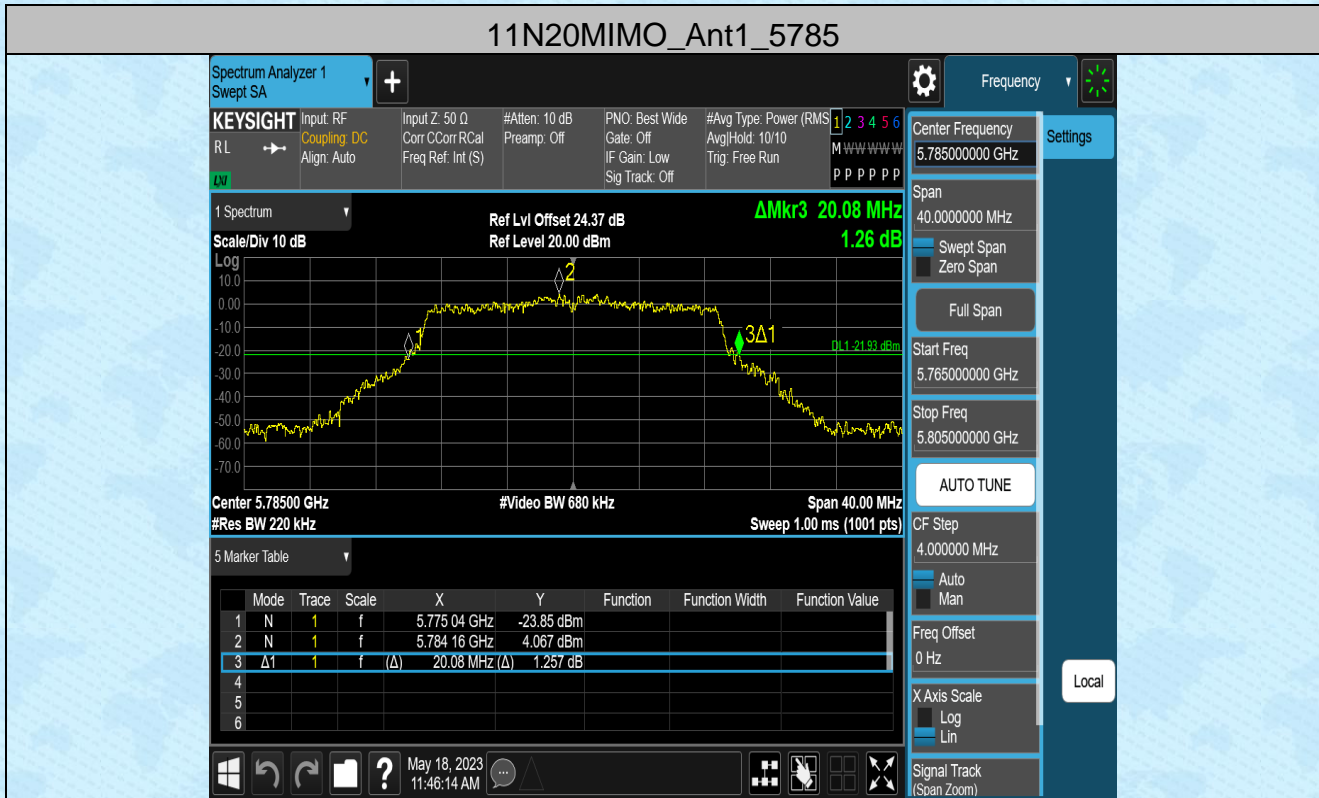 11N20MIMO_Ant1_5785
Spectrum Analyzer 1
Swept SA
+
Frequency
KEYSIGHT
RL
LXI
Input: RF
Coupling: DC
Align: Auto
Input Z: 50 Ω
Corr CCorr RCal
Freq Ref: Int (S)
#Atten: 10 dB
Preamp: Off
PNO: Best Wide
Gate: Off
IF Gain: Low
Sig Track: Off
#Avg Type: Power (RMS
Avg|Hold: 10/10
Trig: Free Run
1 2 3 4 5 6
M W W W W W
P P P P P P
1 Spectrum
Ref Lvl Offset 24.37 dB
ΔMkr3 20.08 MHz
Scale/Div 10 dB
Ref Level 20.00 dBm
1.26 dB
Log
10.0
0.00
-10.0
-20.0
-30.0
-40.0
-50.0
-60.0
-70.0
1
2
3Δ1
DL1 -21.93 dBm
Center 5.78500 GHz
#Video BW 680 kHz
Span 40.00 MHz
#Res BW 220 kHz
Sweep 1.00 ms (1001 pts)
5 Marker Table
Mode Trace Scale X Y Function Function Width Function Value
1 N 1 f 5.775 04 GHz -23.85 dBm
2 N 1 f 5.784 16 GHz 4.067 dBm
3 Δ1 1 f (Δ) 20.08 MHz (Δ) 1.257 dB
4
5
6
?
May 18, 2023
11:46:14 AM
Center Frequency
5.785000000 GHz
Span
40.0000000 MHz
Swept Span
Zero Span
Full Span
Start Freq
5.765000000 GHz
Stop Freq
5.805000000 GHz
AUTO TUNE
CF Step
4.000000 MHz
Auto
Man
Freq Offset
0 Hz
X Axis Scale
Log
Lin
Signal Track
(Span Zoom)
Settings
Local